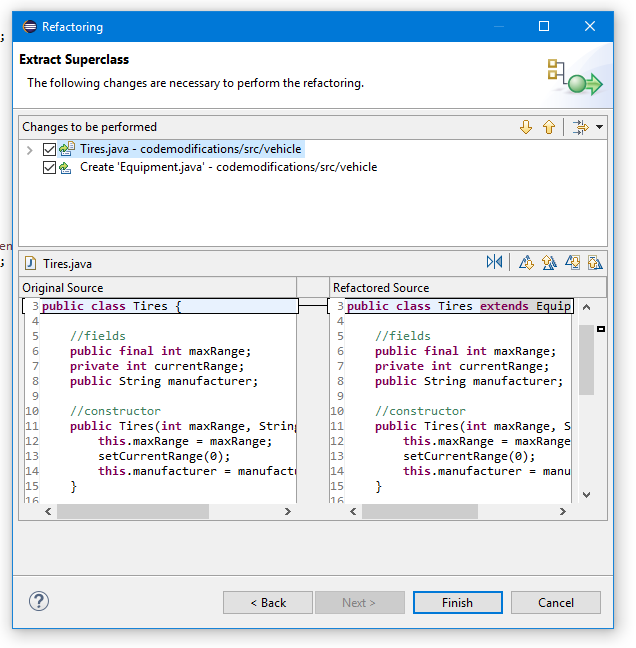 Refactoring
Extract Superclass
The following changes are necessary to perform the refactoring.
Changes to be performed
Tires.java - codemodifications/src/vehicle
Create 'Equipment.java' - codemodifications/src/vehicle
Tires.java
Original Source
3 public class Tires {
4
5 //fields
6 public final int maxRange;
7 private int currentRange;
8 public String manufacturer;
9
10 //constructor
11 public Tires(int maxRange, String
12 this.maxRange = maxRange;
13 setCurrentRange(0);
14 this.manufacturer = manufactu
15 }
16
Refactored Source
3 public class Tires extends Equip
4
5 //fields
6 public final int maxRange;
7 private int currentRange;
8 public String manufacturer;
9
10 //constructor
11 public Tires(int maxRange, S
12 this.maxRange = maxRange
13 setCurrentRange(0);
14 this.manufacturer = manu
15 }
16
< Back
Next >
Finish
Cancel